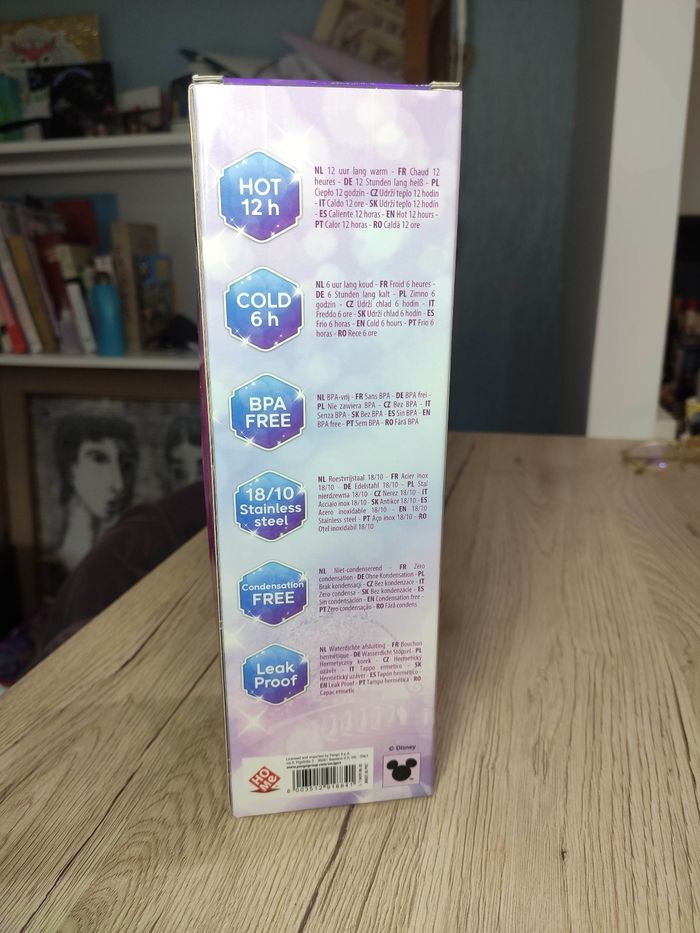 HOT
12 h
NL 12 uur lang warm - FR Chaud 12
heures - DE 12 Stunden lang heiß - PL
Ciepło 12 godzin - CZ Udrží teplo 12 hodin
- IT Caldo 12 ore - SK Udrží teplo 12 hodín
- ES Caliente 12 horas - EN Hot 12 hours -
PT Calor 12 horas - RO Caldă 12 ore
COLD
6 h
NL 6 uur lang koud - FR Froid 6 heures -
DE 6 Stunden lang kalt - PL Zimno 6
godzin - CZ Udrží chlad 6 hodin - IT
Freddo 6 ore - SK Udrží chlad 6 hodín - ES
Frío 6 horas - EN Cold 6 hours - PT Frio 6
horas - RO Rece 6 ore
BPA
FREE
NL BPA-vrij - FR Sans BPA - DE BPA frei -
PL Nie zawiera BPA - CZ Bez BPA - IT
Senza BPA - SK Bez BPA - ES Sin BPA - EN
BPA free - PT Sem BPA - RO Fără BPA
18/10
Stainless
steel
NL Roestvrijstaal 18/10 - FR Acier inox
18/10 - DE Edelstahl 18/10 - PL Stal
nierdzewna 18/10 - CZ Nerez 18/10 - IT
Acciaio inox 18/10 - SK Antikor 18/10 - ES
Acero inoxidable 18/10 - EN 18/10
Stainless steel - PT Aço inox 18/10 - RO
Oțel inoxidabil 18/10
Condensation
FREE
NL Niet-condenserend - FR Zéro
condensation - DE Ohne Kondensation - PL
Brak kondensacji - CZ Bez kondenzace - IT
Zero condensa - SK Bez kondenzácie - ES
Sin condensación - EN Condensation free -
PT Zero condensação - RO Fără condens
Leak
Proof
NL Waterdichte afsluiting - FR Bouchon
hermétique - DE Wasserdicht Stöpsel - PL
Hermetyczny korek - CZ Hermetický
uzávěr - IT Tappo ermetico - SK
Hermetický uzáver - ES Tapón hermético -
EN Leak Proof - PT Tampa hermética - RO
Capac ermetic
Licensed and imported by Pengo S.p.A.
© Disney
HO
Me
8 005512 918841